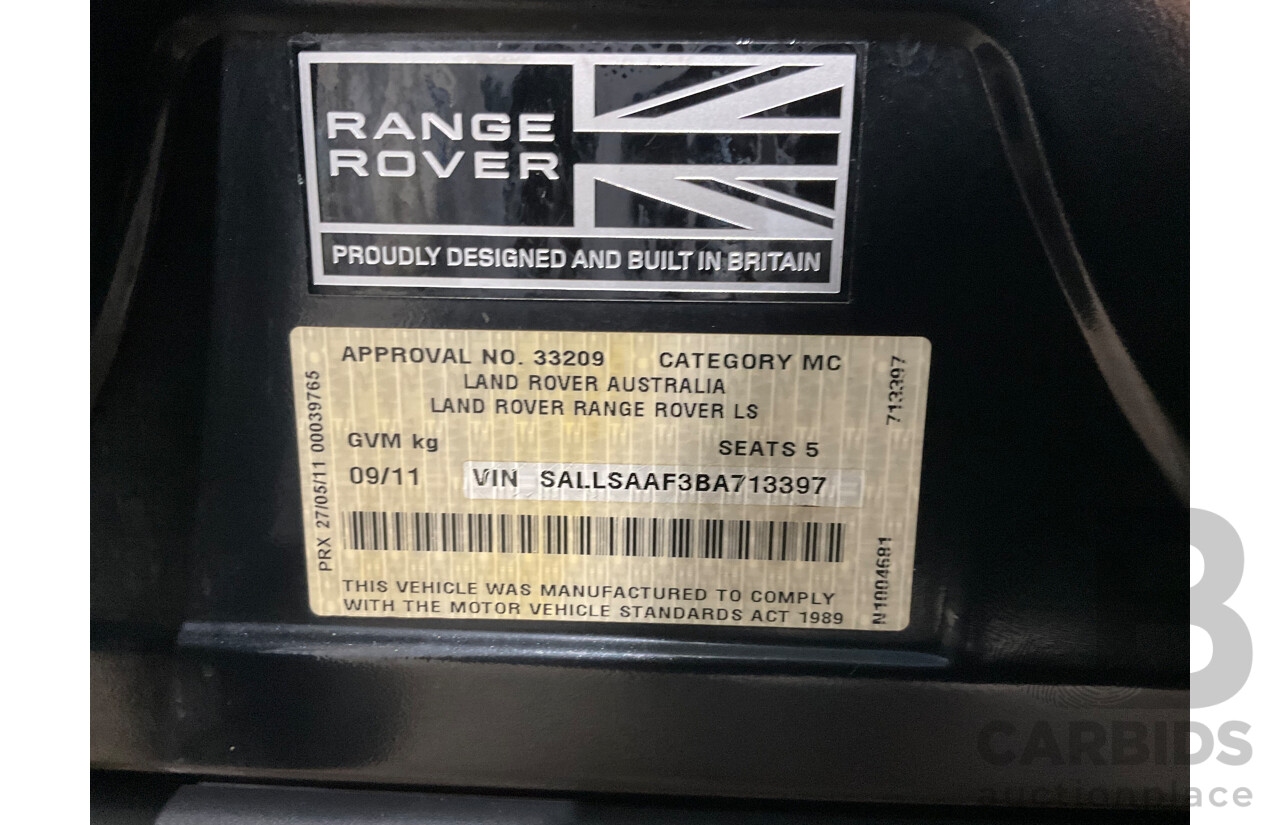 RANGE
ROVER
PROUDLY DESIGNED AND BUILT IN BRITAIN
APPROVAL NO. 33209 CATEGORY MC
LAND ROVER AUSTRALIA
LAND ROVER RANGE ROVER LS
GVM kg SEATS 5
09/11 VIN SALLSAAF3BA713397
THIS VEHICLE WAS MANUFACTURED TO COMPLY
WITH THE MOTOR VEHICLE STANDARDS ACT 1989
PRX 27/05/11 00039765
713397
N1004681
B
CARBIDS
auctionplace